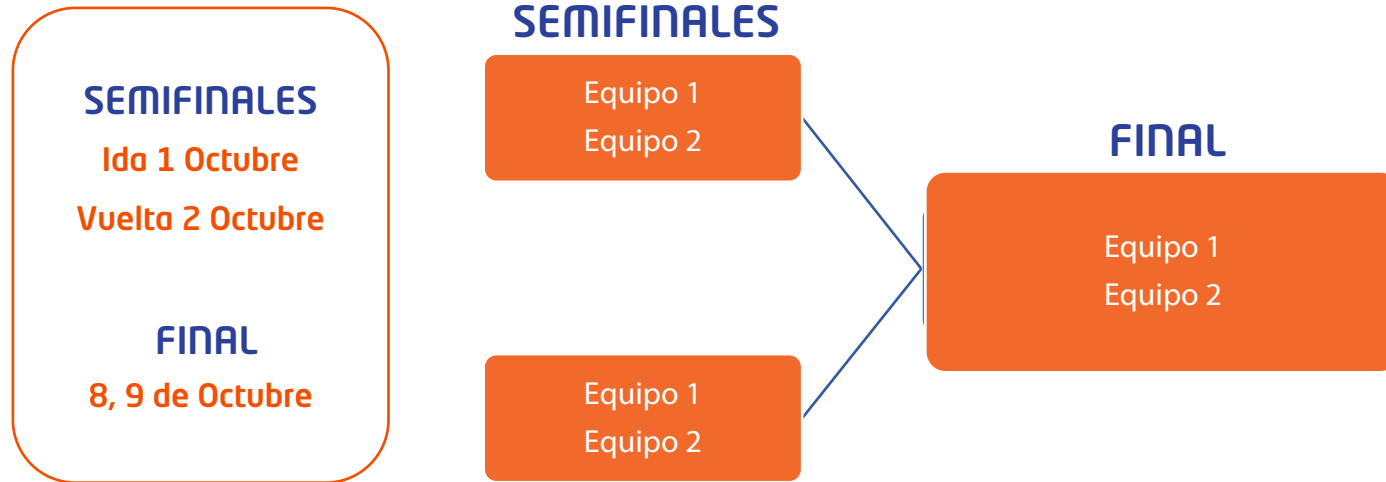 SEMIFINALES
Ida 1 Octubre
Vuelta 2 Octubre
FINAL
8, 9 de Octubre
SEMIFINALES
Equipo 1
Equipo 2
Equipo 1
Equipo 2
FINAL
Equipo 1
Equipo 2